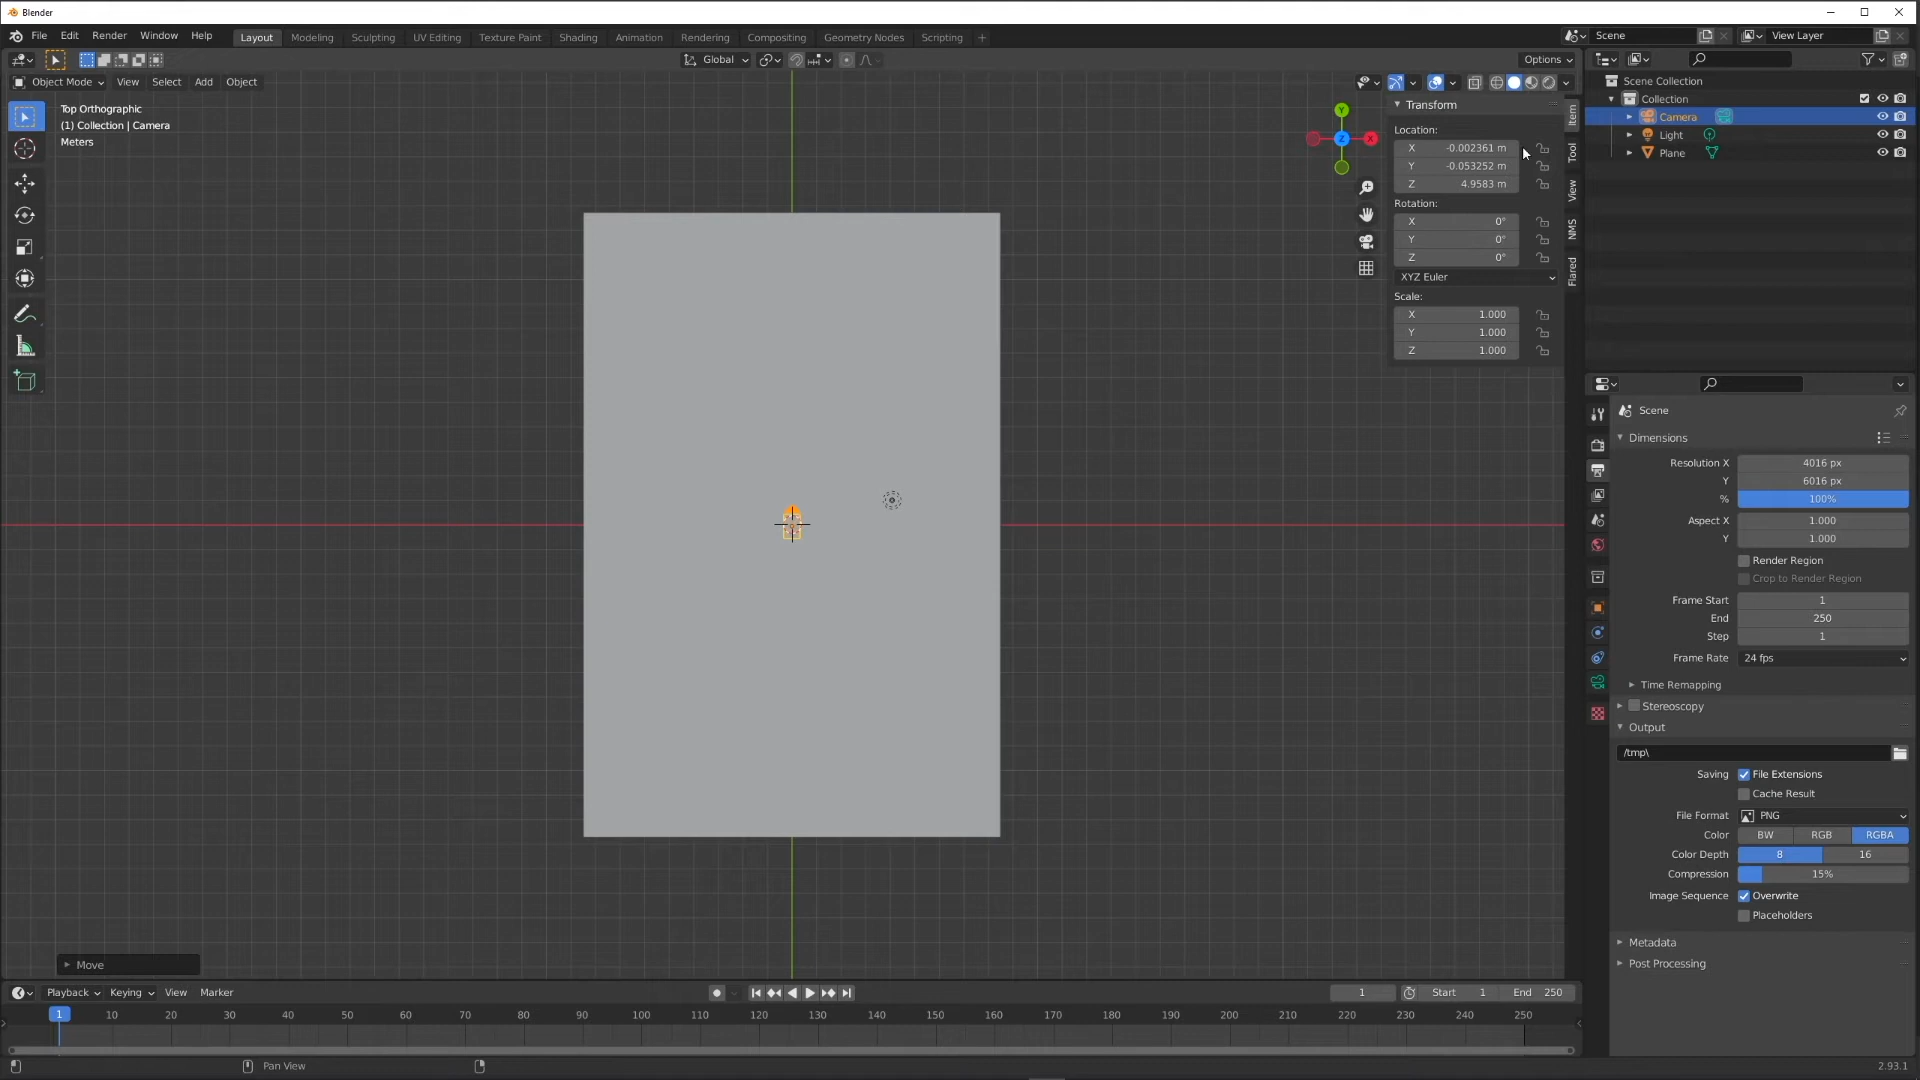 Blender
File Edit Render Window Help
Layout Modeling Sculpting UV Editing Texture Paint Shading Animation Rendering Compositing Geometry Nodes Scripting +
Scene View Layer
Global Options
Object Mode View Select Add Object
Top Orthographic
(1) Collection | Camera
Meters
Y
X
Z
Transform
Location:
X -0.002361 m
Y -0.053252 m
Z 4.9583 m
Rotation:
X 0°
Y 0°
Z 0°
XYZ Euler
Scale:
X 1.000
Y 1.000
Z 1.000
Item
Tool
View
NMS
Flared
Scene Collection
Collection
Camera
Light
Plane
Scene
Dimensions
Resolution X 4016 px
Y 6016 px
% 100%
Aspect X 1.000
Y 1.000
Render Region
Crop to Render Region
Frame Start 1
End 250
Step 1
Frame Rate 24 fps
Time Remapping
Stereoscopy
Output
/tmp\
Saving File Extensions
Cache Result
File Format PNG
Color BW RGB RGBA
Color Depth 8 16
Compression 15%
Image Sequence Overwrite
Placeholders
Metadata
Post Processing
Move
Playback Keying View Marker 1 Start 1 End 250
1 10 20 30 40 50 60 70 80 90 100 110 120 130 140 150 160 170 180 190 200 210 220 230 240 250
Pan View 2.93.1